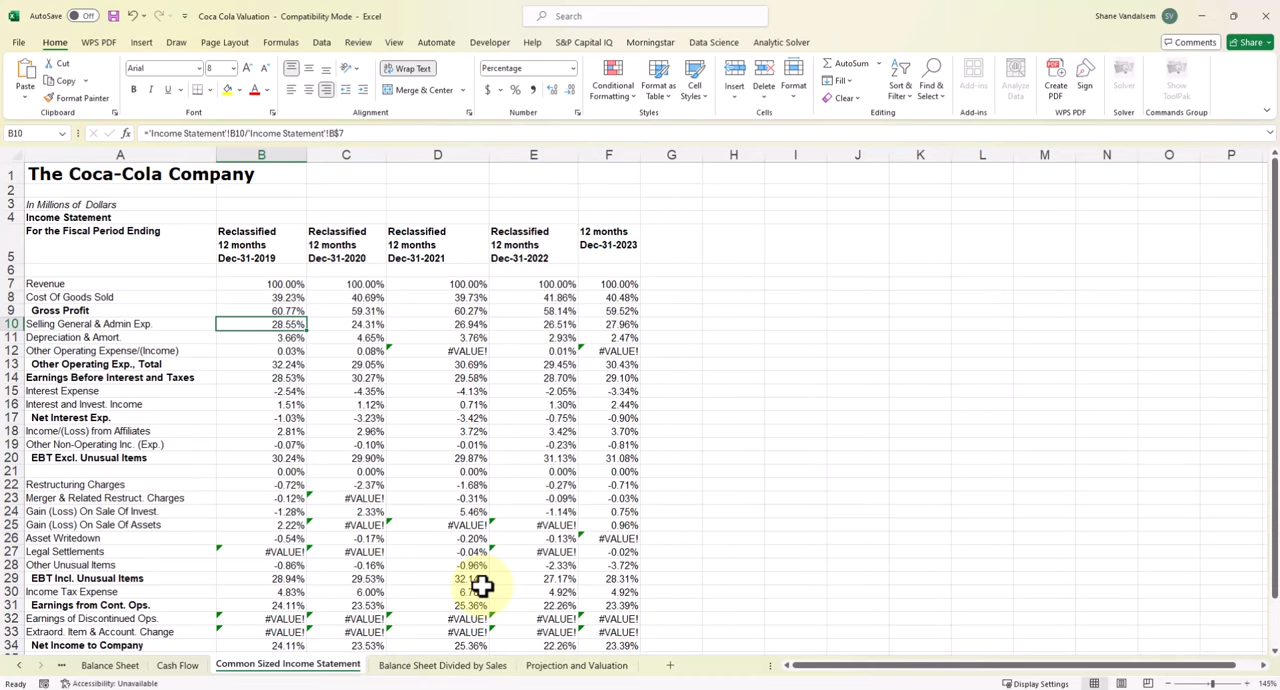 AutoSave Off Coca Cola Valuation - Compatibility Mode - Excel Search Shane Vandalsem SV
File Home WPS PDF Insert Draw Page Layout Formulas Data Review View Automate Developer Help S&P Capital IQ Morningstar Data Science Analytic Solver Comments Share
Paste Cut Copy Format Painter Clipboard
Arial 8 B I U A Font
Wrap Text Merge & Center Alignment
Percentage $ % Number
Conditional Formatting Format as Table Cell Styles Styles
Insert Delete Format Cells
AutoSum Fill Clear Sort & Filter Find & Select Editing
Add-ins Add-ins
Analyze Data
Create PDF Sign WPS PDF
Solver Solver
Show ToolPak Commands Group
B10 fx ='Income Statement'!B10/'Income Statement'!B$7
A B C D E F G H I J K L M N O P
1 The Coca-Cola Company
2
3 In Millions of Dollars
4 Income Statement
5 For the Fiscal Period Ending Reclassified 12 months Dec-31-2019 Reclassified 12 months Dec-31-2020 Reclassified 12 months Dec-31-2021 Reclassified 12 months Dec-31-2022 12 months Dec-31-2023
6
7 Revenue 100.00% 100.00% 100.00% 100.00% 100.00%
8 Cost Of Goods Sold 39.23% 40.69% 39.73% 41.86% 40.48%
9 Gross Profit 60.77% 59.31% 60.27% 58.14% 59.52%
10 Selling General & Admin Exp. 28.55% 24.31% 26.94% 26.51% 27.96%
11 Depreciation & Amort. 3.66% 4.65% 3.76% 2.93% 2.47%
12 Other Operating Expense/(Income) 0.03% 0.08% #VALUE! 0.01% #VALUE!
13 Other Operating Exp., Total 32.24% 29.05% 30.69% 29.45% 30.43%
14 Earnings Before Interest and Taxes 28.53% 30.27% 29.58% 28.70% 29.10%
15 Interest Expense -2.54% -4.35% -4.13% -2.05% -3.34%
16 Interest and Invest. Income 1.51% 1.12% 0.71% 1.30% 2.44%
17 Net Interest Exp. -1.03% -3.23% -3.42% -0.75% -0.90%
18 Income/(Loss) from Affiliates 2.81% 2.96% 3.72% 3.42% 3.70%
19 Other Non-Operating Inc. (Exp.) -0.07% -0.10% -0.01% -0.23% -0.81%
20 EBT Excl. Unusual Items 30.24% 29.90% 29.87% 31.13% 31.08%
21 0.00% 0.00% 0.00% 0.00% 0.00%
22 Restructuring Charges -0.72% -2.37% -1.68% -0.27% -0.71%
23 Merger & Related Restruct. Charges -0.12% #VALUE! -0.31% -0.09% -0.03%
24 Gain (Loss) On Sale Of Invest. -1.28% 2.33% 5.46% -1.14% 0.75%
25 Gain (Loss) On Sale Of Assets 2.22% #VALUE! #VALUE! #VALUE! 0.96%
26 Asset Writedown -0.54% -0.17% -0.20% -0.13% #VALUE!
27 Legal Settlements #VALUE! #VALUE! -0.04% #VALUE! -0.02%
28 Other Unusual Items -0.86% -0.16% -0.96% -2.33% -3.72%
29 EBT Incl. Unusual Items 28.94% 29.53% 27.17% 28.31%
30 Income Tax Expense 4.83% 6.00% 4.92% 4.92%
31 Earnings from Cont. Ops. 24.11% 23.53% 25.36% 22.26% 23.39%
32 Earnings of Discontinued Ops. #VALUE! #VALUE! #VALUE! #VALUE! #VALUE!
33 Extraord. Item & Account. Change #VALUE! #VALUE! #VALUE! #VALUE! #VALUE!
34 Net Income to Company 24.11% 23.53% 25.36% 22.26% 23.39%
Balance Sheet Cash Flow Common Sized Income Statement Balance Sheet Divided by Sales Projection and Valuation
Ready Accessibility: Unavailable Display Settings 145%